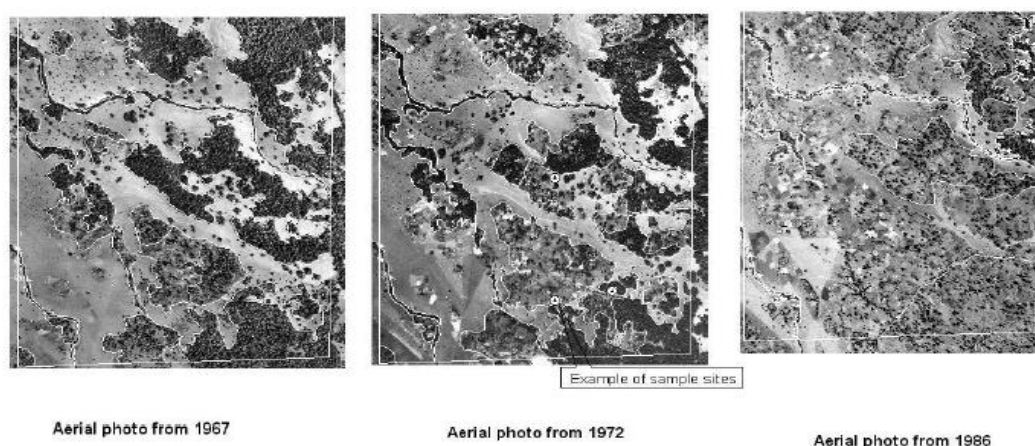 Example of sample sites
Aerial photo from 1967
Aerial photo from 1972
Aerial photo from 1986